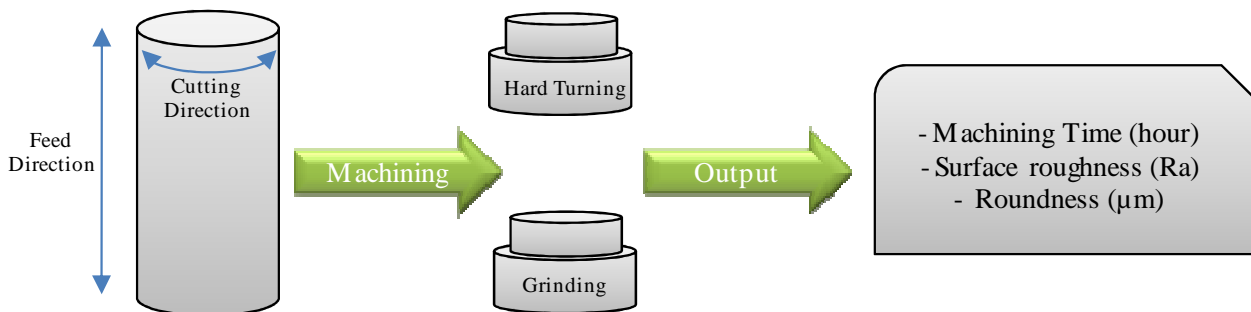 Cutting
Direction
Feed
Direction
Machining
Hard Turning
Grinding
Output
- Machining Time (hour)
- Surface roughness (Ra)
- Roundness (µm)